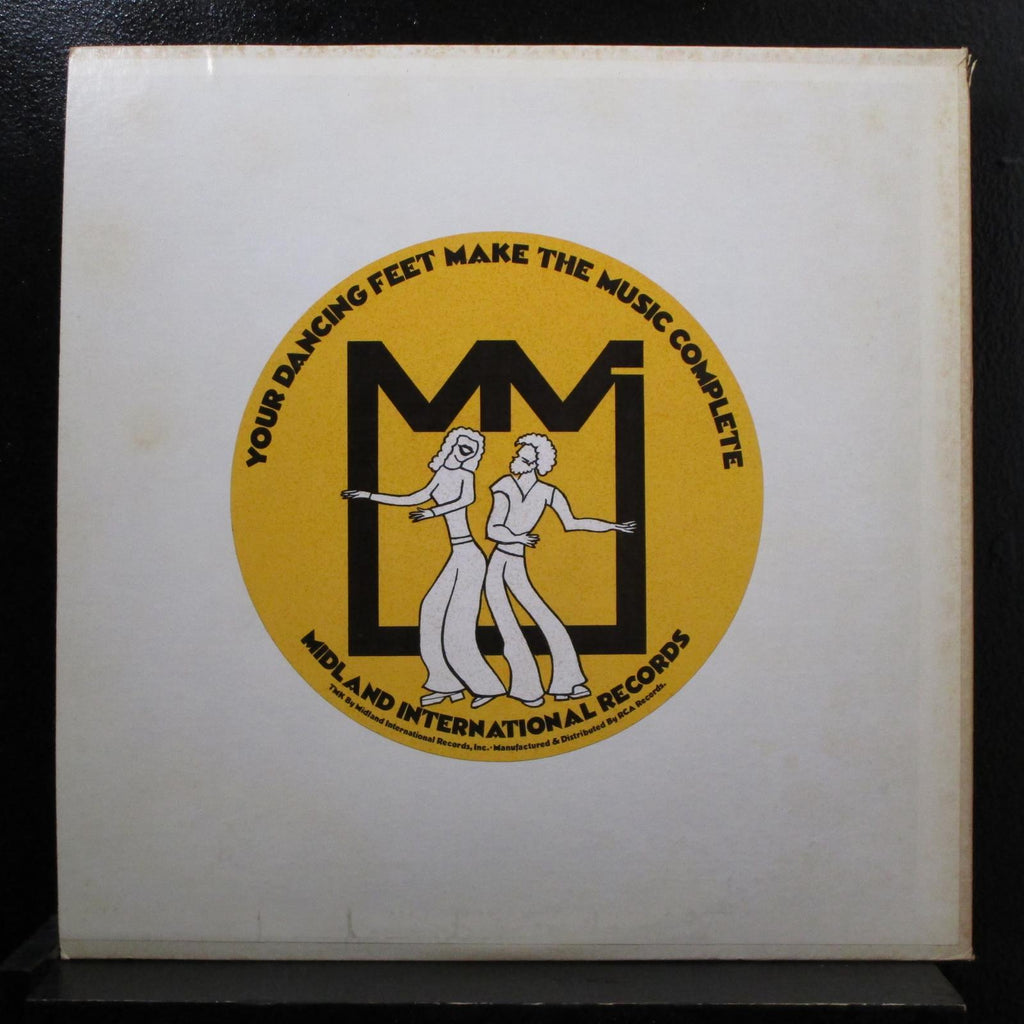 YOUR DANCING FEET MAKE THE MUSIC COMPLETE
MMI
MIDLAND INTERNATIONAL RECORDS
TMK By Midland International Records, Inc. • Manufactured & Distributed By RCA Records.